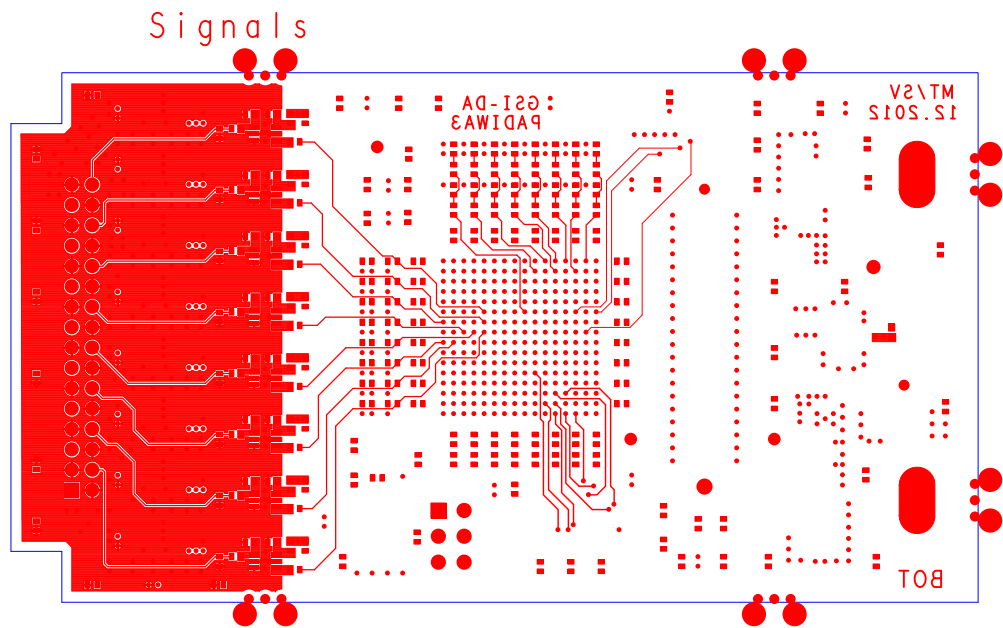 Signals
GSI-DA
PADIWA3
MT/SV
12.2012
BOT